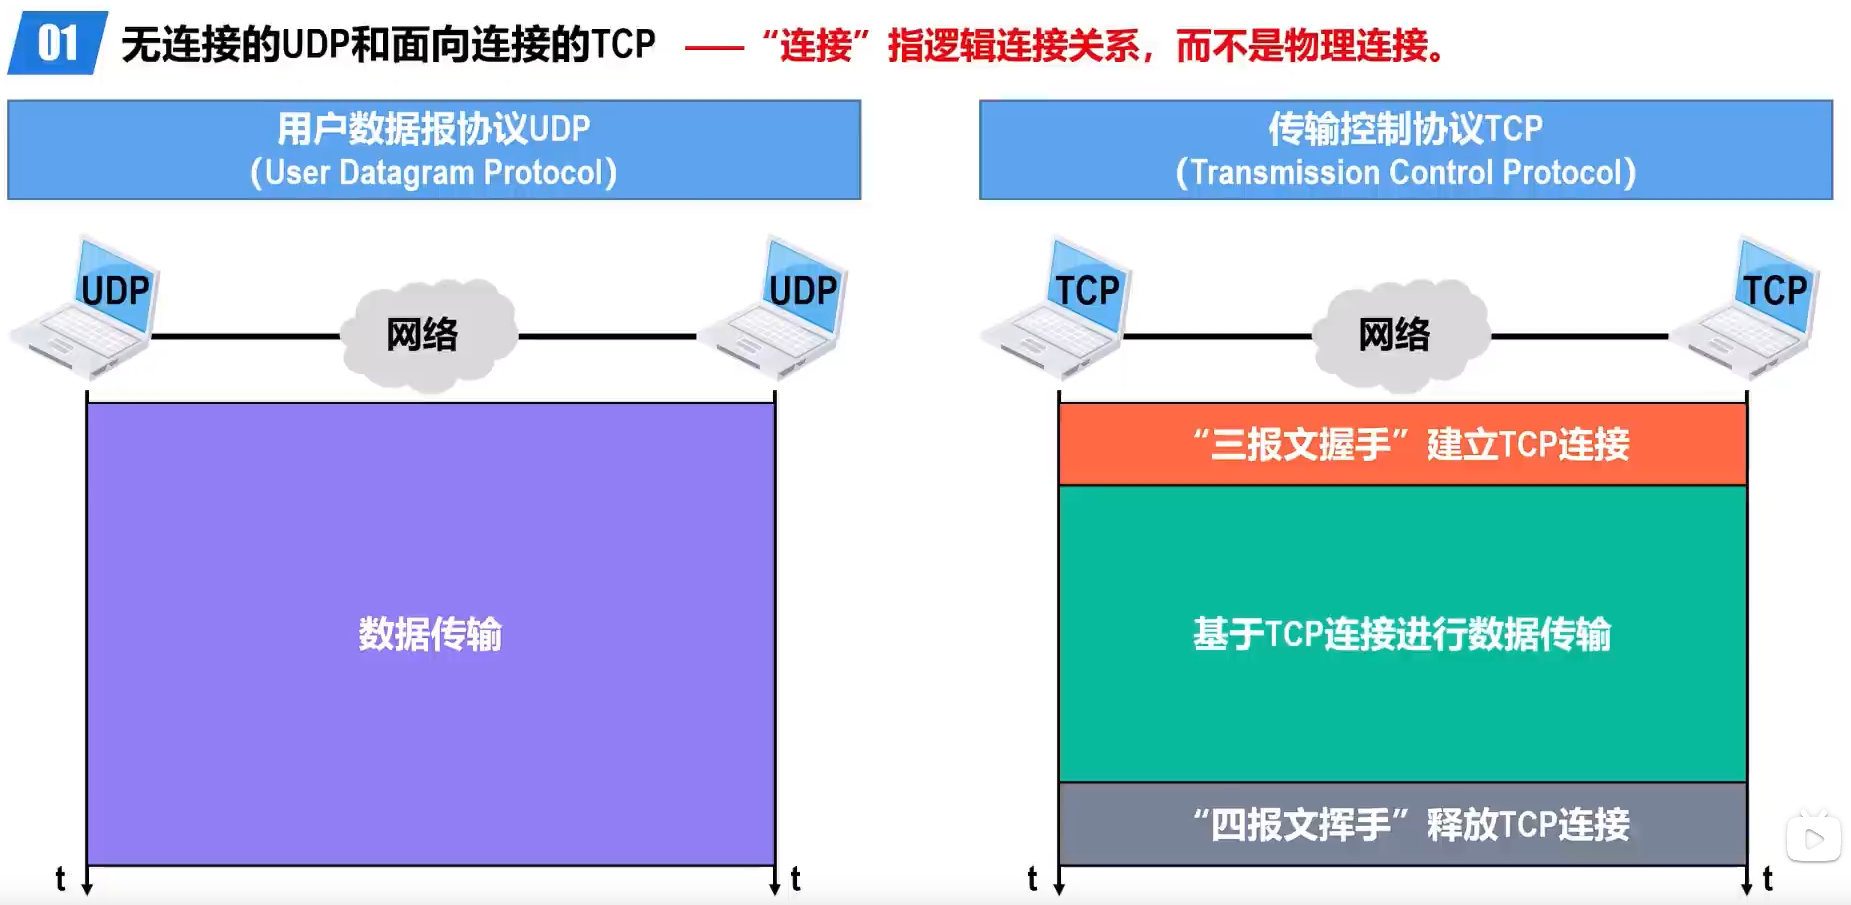 01 无连接的UDP和面向连接的TCP ——“连接”指逻辑连接关系，而不是物理连接。
用户数据报协议UDP
（User Datagram Protocol）
UDP
网络
UDP
数据传输
t
t
传输控制协议TCP
（Transmission Control Protocol）
TCP
网络
TCP
“三报文握手”建立TCP连接
基于TCP连接进行数据传输
“四报文挥手”释放TCP连接
t
t